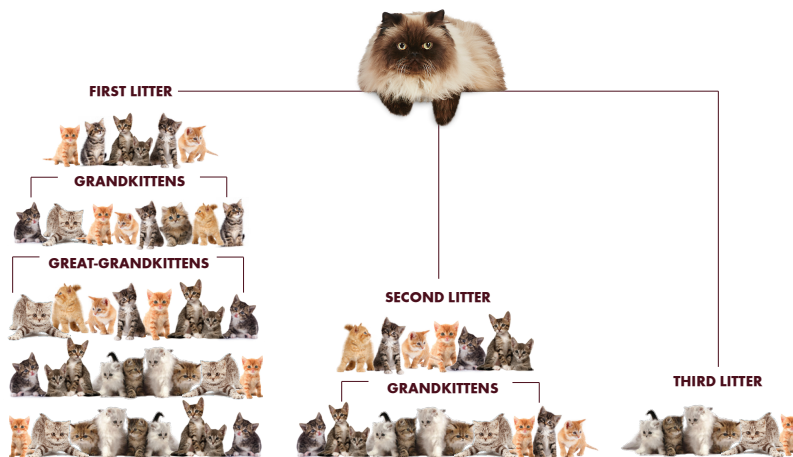 FIRST LITTER
GRANDKITTENS
GREAT-GRANDKITTENS
SECOND LITTER
GRANDKITTENS
THIRD LITTER